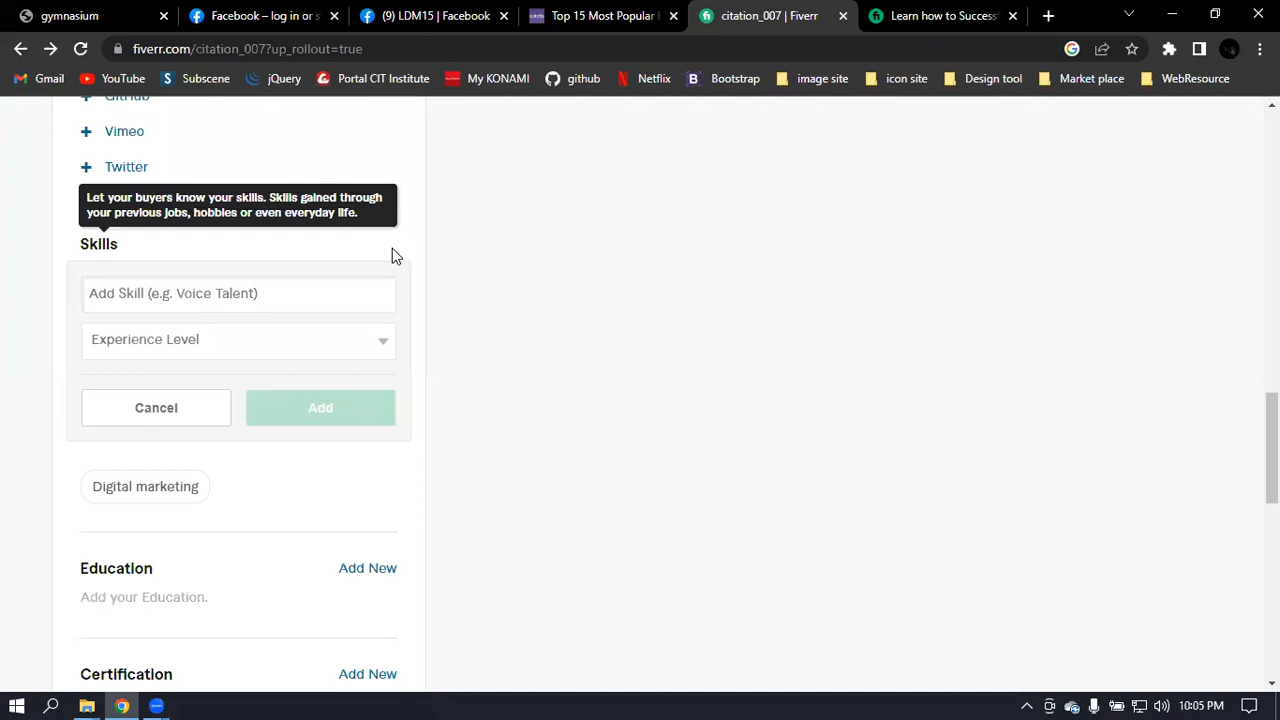 gymnasium
Facebook – log in or s
(9) LDM15 | Facebook
Top 15 Most Popular
citation_007 | Fiverr
Learn how to Success
fiverr.com/citation_007?up_rollout=true
Gmail
YouTube
Subscene
jQuery
Portal CIT Institute
My KONAMI
github
Netflix
Bootstrap
image site
icon site
Design tool
Market place
WebResource
GitHub
Vimeo
Twitter
Let your buyers know your skills. Skills gained through
your previous jobs, hobbies or even everyday life.
Skills
Add Skill (e.g. Voice Talent)
Experience Level
Cancel
Add
Digital marketing
Education
Add New
Add your Education.
Certification
Add New
10:05 PM